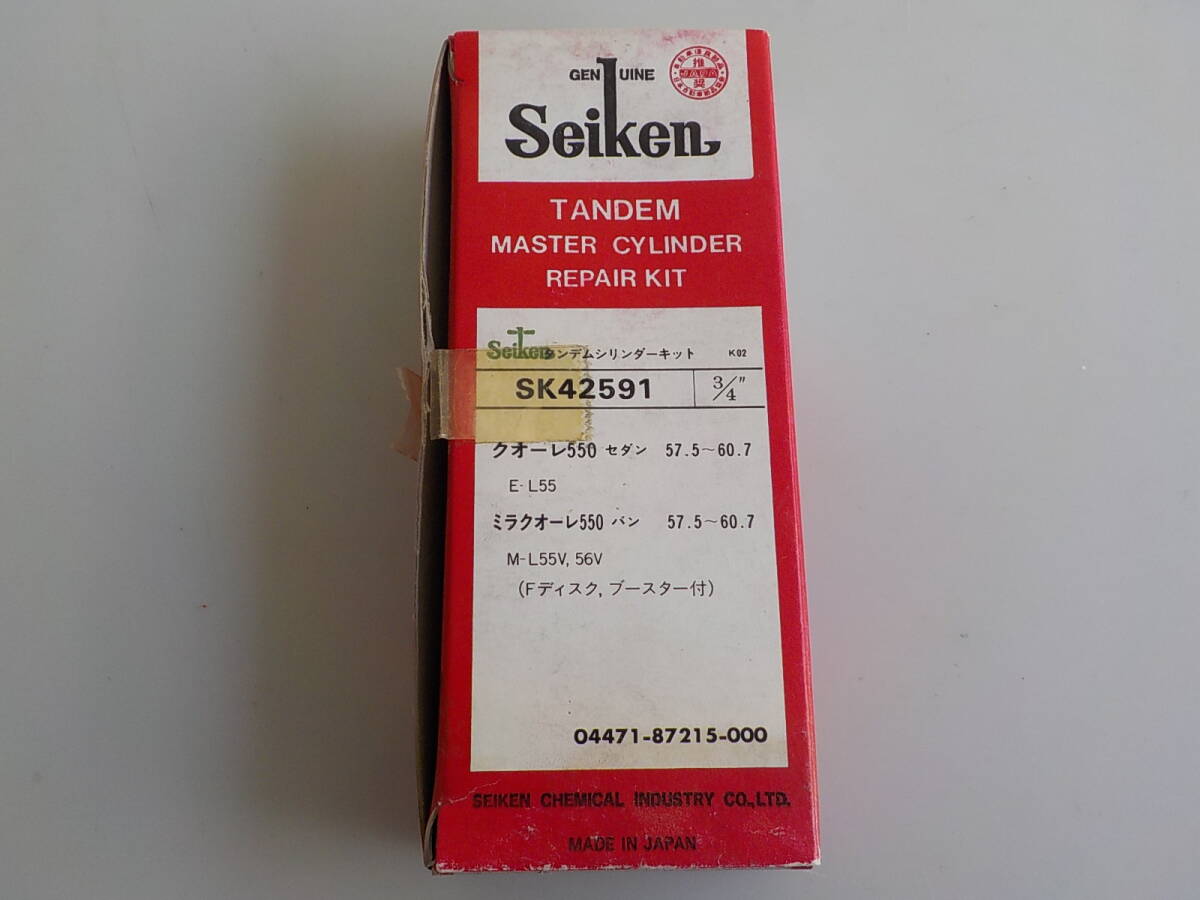 GENUINE
Seiken
推奨
JAPA
TANDEM
MASTER CYLINDER
REPAIR KIT
Seiken タンデムシリンダーキット K02
SK42591 3/4"
クオーレ550 セダン 57.5~60.7
E-L55
ミラクオーレ550 バン 57.5~60.7
M-L55V, 56V
(Fディスク, ブースター付)
04471-87215-000
SEIKEN CHEMICAL INDUSTRY CO.,LTD.
MADE IN JAPAN